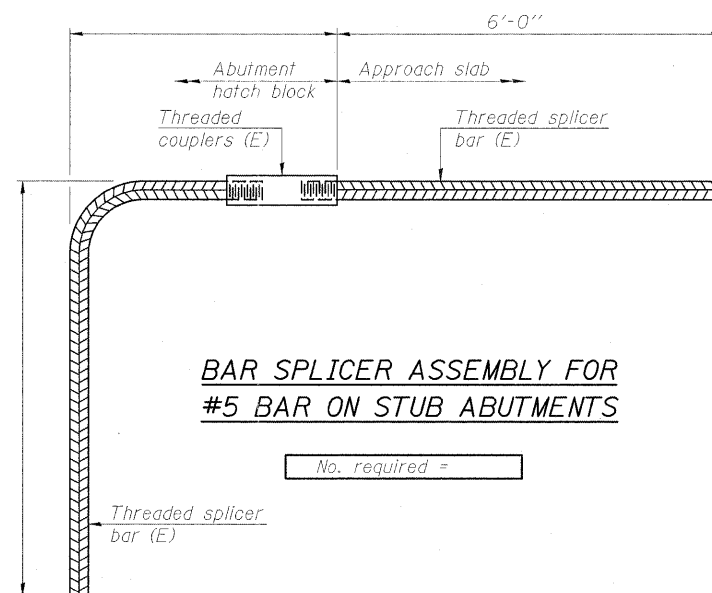 6'-0"
Abutment
hatch block
Approach slab
Threaded
couplers (E)
Threaded splicer
bar (E)
BAR SPLICER ASSEMBLY FOR
#5 BAR ON STUB ABUTMENTS
No. required =
Threaded splicer
bar (E)